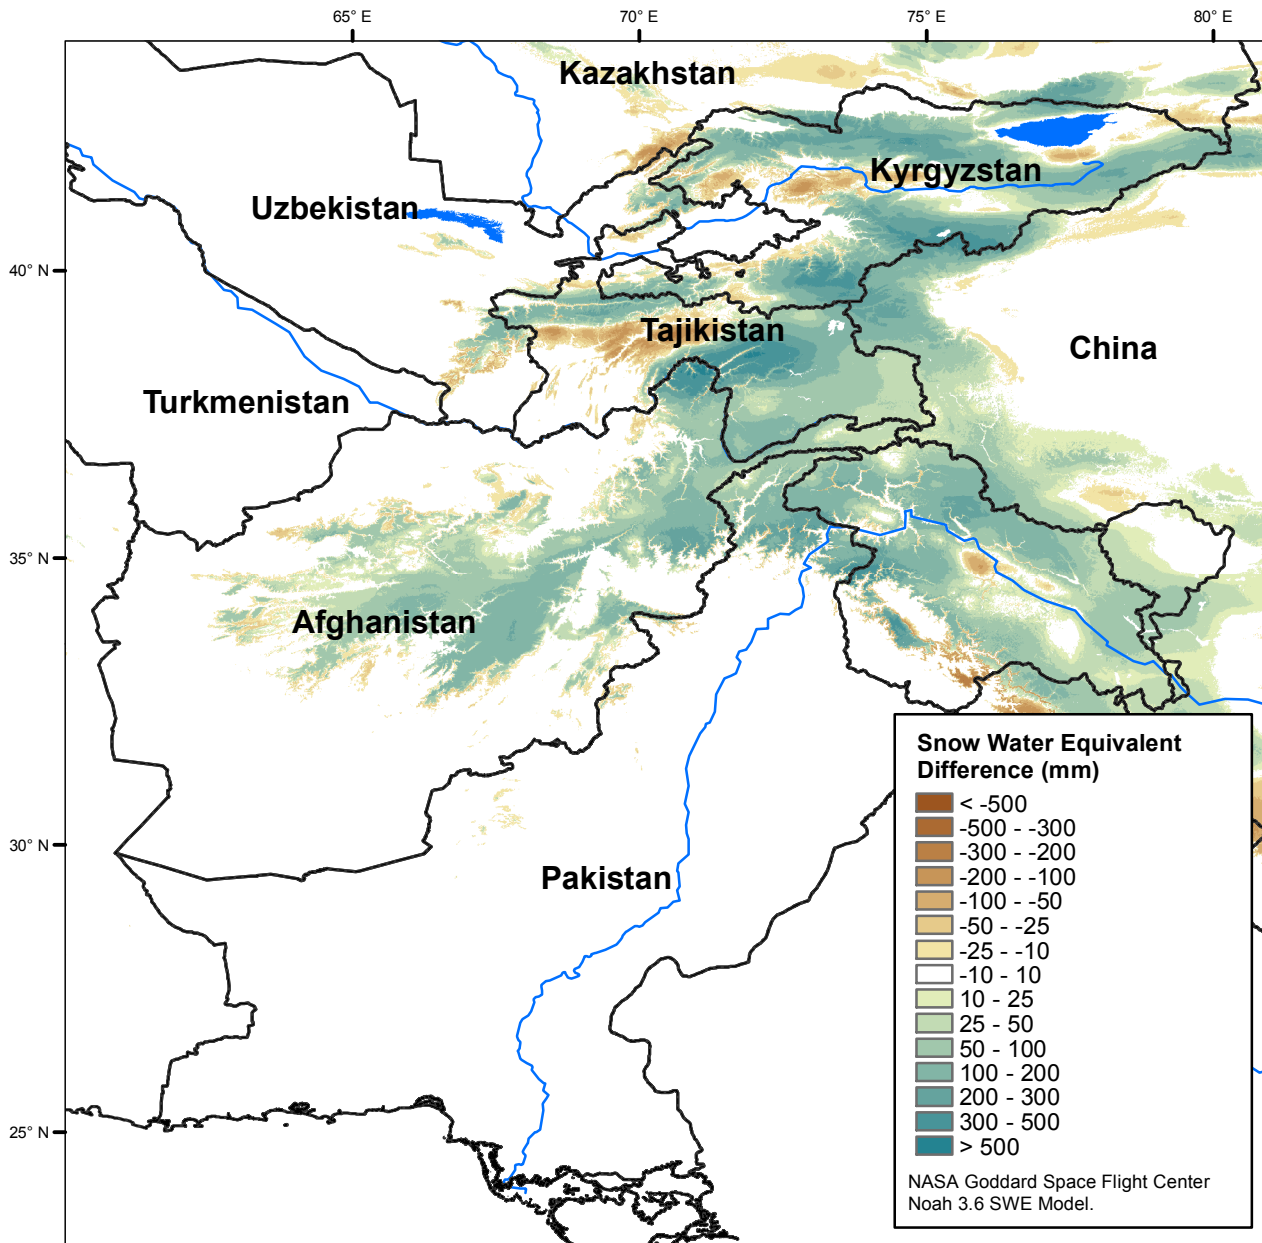 65° E
70° E
75° E
80° E
Kazakhstan
Kyrgyzstan
Uzbekistan
40° N
Tajikistan
China
Turkmenistan
35° N
Afghanistan
30° N
Pakistan
25° N
Snow Water Equivalent
Difference (mm)
< -500
-500 - -300
-300 - -200
-200 - -100
-100 - -50
-50 - -25
-25 - -10
-10 - 10
10 - 25
25 - 50
50 - 100
100 - 200
200 - 300
300 - 500
> 500
NASA Goddard Space Flight Center
Noah 3.6 SWE Model.